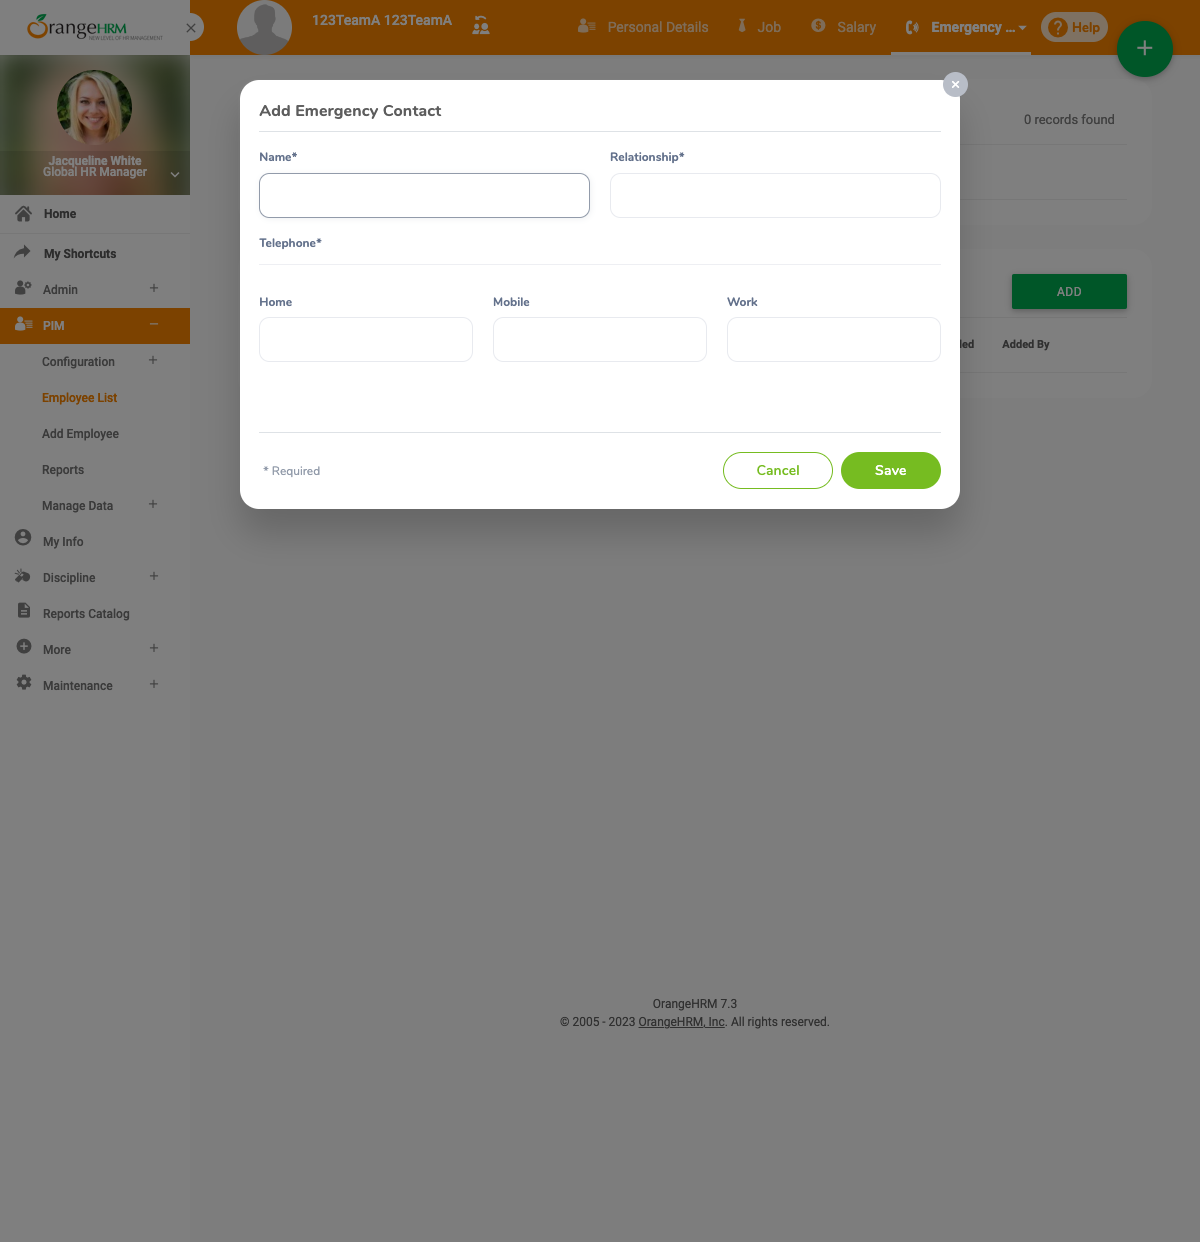 OrangeHRM
NEW LEVEL OF HR MANAGEMENT
123TeamA 123TeamA
Personal Details
Job
Salary
Emergency ...
Help
Jacqueline White
Global HR Manager
Home
My Shortcuts
Admin
PIM
Configuration
Employee List
Add Employee
Reports
Manage Data
My Info
Discipline
Reports Catalog
More
Maintenance
0 records found
ADD
Added By
Add Emergency Contact
Name*
Relationship*
Telephone*
Home
Mobile
Work
* Required
Cancel
Save
OrangeHRM 7.3
© 2005 - 2023 OrangeHRM, Inc. All rights reserved.